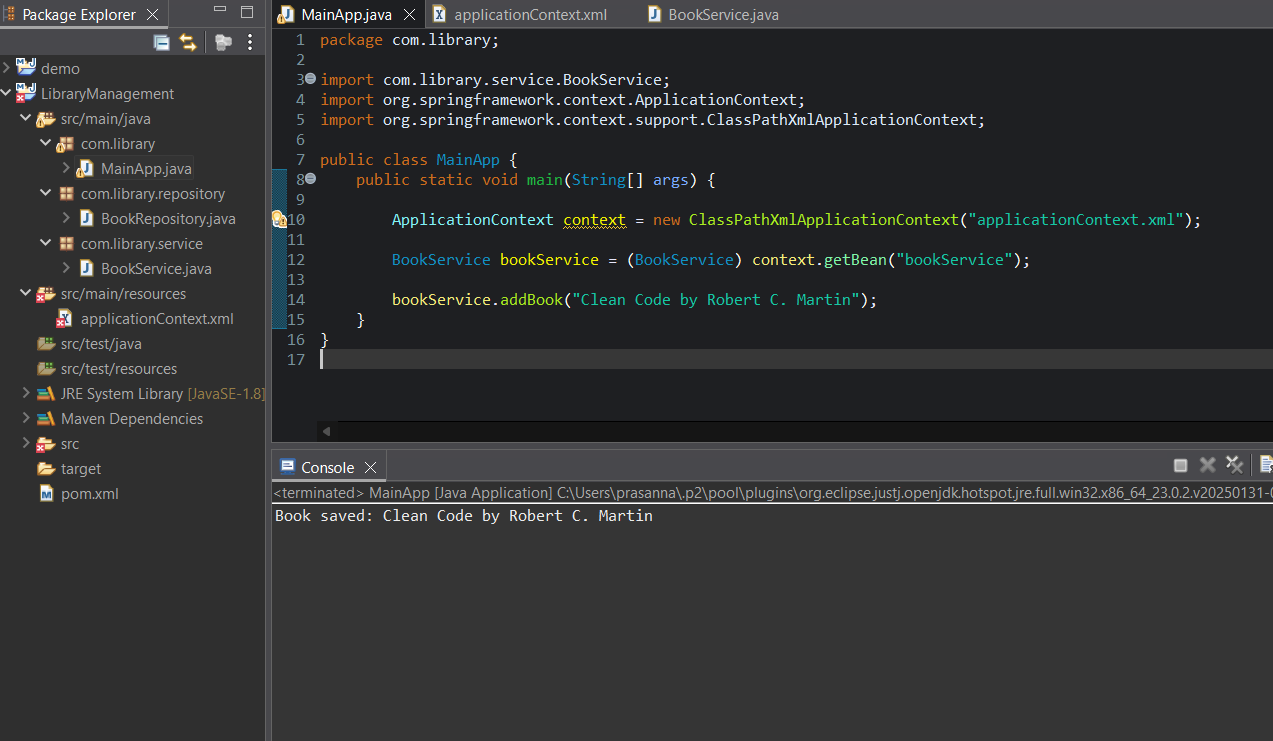 Package Explorer
demo
LibraryManagement
src/main/java
com.library
MainApp.java
com.library.repository
BookRepository.java
com.library.service
BookService.java
src/main/resources
applicationContext.xml
src/test/java
src/test/resources
JRE System Library [JavaSE-1.8]
Maven Dependencies
src
target
pom.xml
MainApp.java applicationContext.xml BookService.java
1 package com.library;
2
3 import com.library.service.BookService;
4 import org.springframework.context.ApplicationContext;
5 import org.springframework.context.support.ClassPathXmlApplicationContext;
6
7 public class MainApp {
8 public static void main(String[] args) {
9
10 ApplicationContext context = new ClassPathXmlApplicationContext("applicationContext.xml");
11
12 BookService bookService = (BookService) context.getBean("bookService");
13
14 bookService.addBook("Clean Code by Robert C. Martin");
15 }
16 }
17
Console
<terminated> MainApp [Java Application] C:\Users\prasanna\.p2\pool\plugins\org.eclipse.justj.openjdk.hotspot.jre.full.win32.x86_64_23.0.2.v20250131-
Book saved: Clean Code by Robert C. Martin